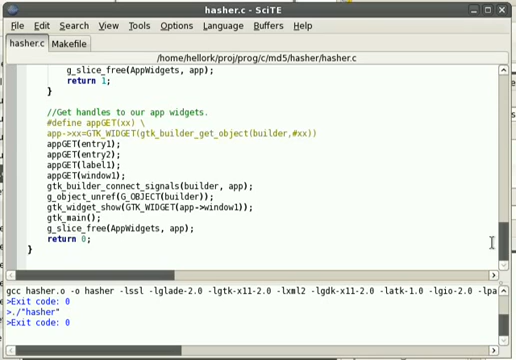 hasher.c - SciTE
File Edit Search View Tools Options Language Buffers Help
hasher.c Makefile
/home/hellork/proj/prog/c/md5/hasher/hasher.c
g_slice_free(AppWidgets, app);
return 1;
}
//Get handles to our app widgets.
#define appGET(xx) \
app->xx=GTK_WIDGET(gtk_builder_get_object(builder,#xx))
appGET(entry1);
appGET(entry2);
appGET(label1);
appGET(window1);
gtk_builder_connect_signals(builder, app);
g_object_unref(G_OBJECT(builder));
gtk_widget_show(GTK_WIDGET(app->window1));
gtk_main();
g_slice_free(AppWidgets, app);
return 0;
}
gcc hasher.o -o hasher -lssl -lglade-2.0 -lgtk-x11-2.0 -lxml2 -lgdk-x11-2.0 -latk-1.0 -lgio-2.0 -lpa
>Exit code: 0
>./"hasher"
>Exit code: 0